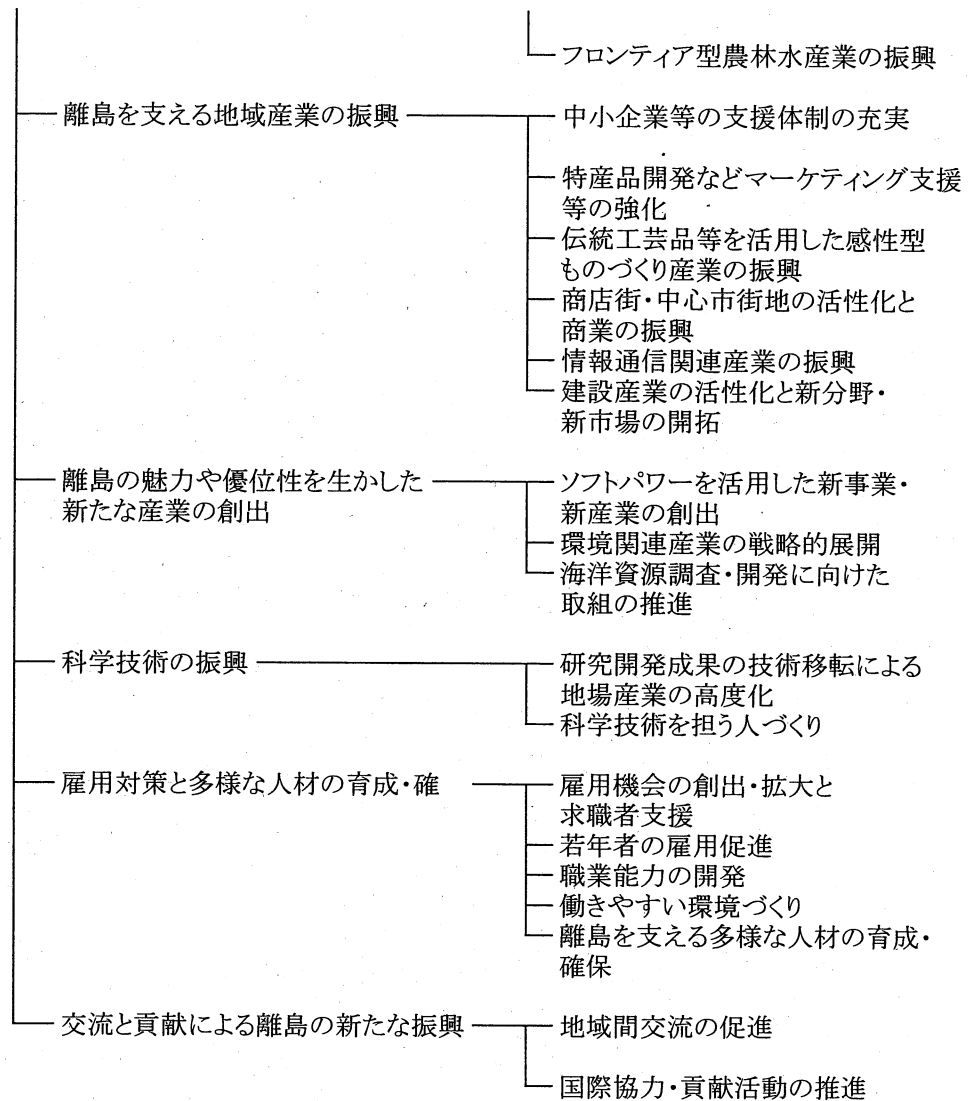 フロンティア型農林水産業の振興
離島を支える地域産業の振興
中小企業等の支援体制の充実
特産品開発などマーケティング支援
等の強化
伝統工芸品等を活用した感性型
ものづくり産業の振興
商店街・中心市街地の活性化と
商業の振興
情報通信関連産業の振興
建設産業の活性化と新分野・
新市場の開拓
離島の魅力や優位性を生かした
新たな産業の創出
ソフトパワーを活用した新事業・
新産業の創出
環境関連産業の戦略的展開
海洋資源調査・開発に向けた
取組の推進
科学技術の振興
研究開発成果の技術移転による
地場産業の高度化
科学技術を担う人づくり
雇用対策と多様な人材の育成・確
雇用機会の創出・拡大と
求職者支援
若年者の雇用促進
職業能力の開発
働きやすい環境づくり
離島を支える多様な人材の育成・
確保
交流と貢献による離島の新たな振興
地域間交流の促進
国際協力・貢献活動の推進